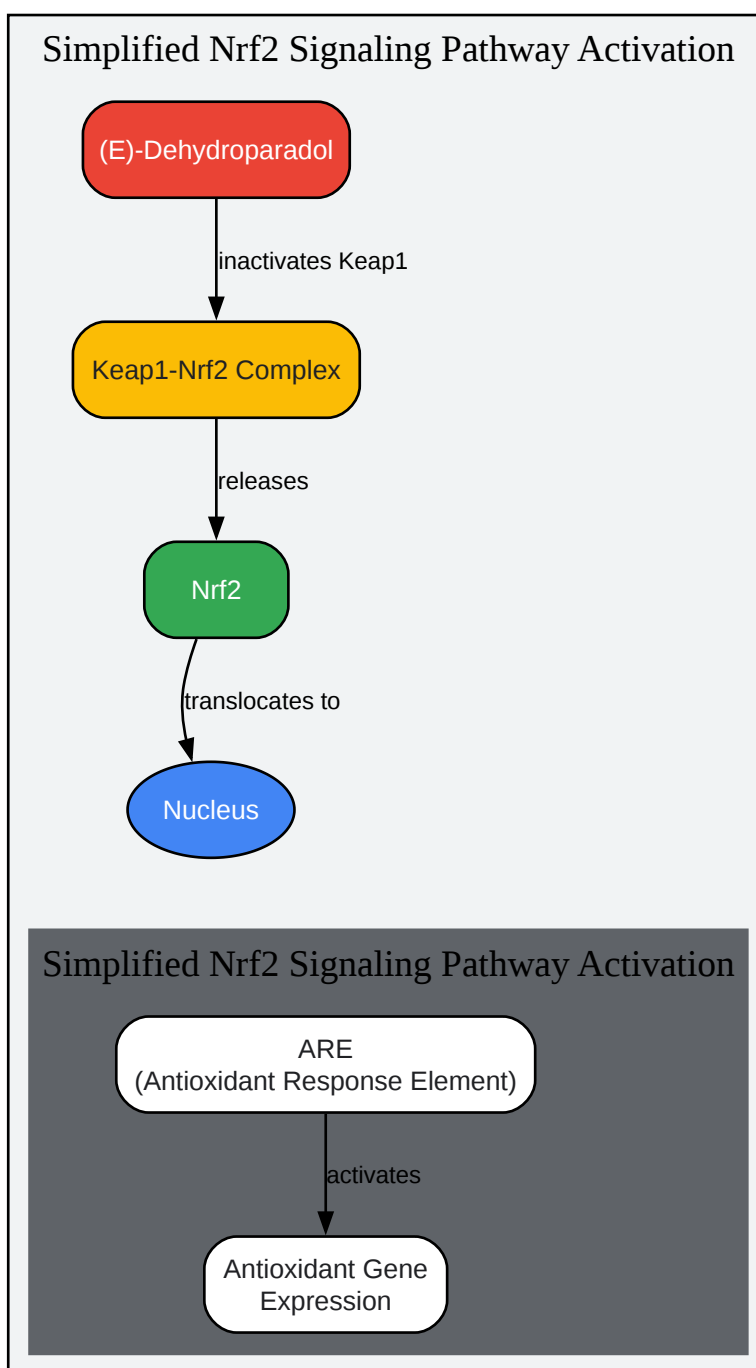 Simplified Nrf2 Signaling Pathway Activation
(E)-Dehydroparadol
inactivates Keap1
Keap1-Nrf2 Complex
releases
Nrf2
translocates to
Nucleus
Simplified Nrf2 Signaling Pathway Activation
ARE
(Antioxidant Response Element)
activates
Antioxidant Gene
Expression